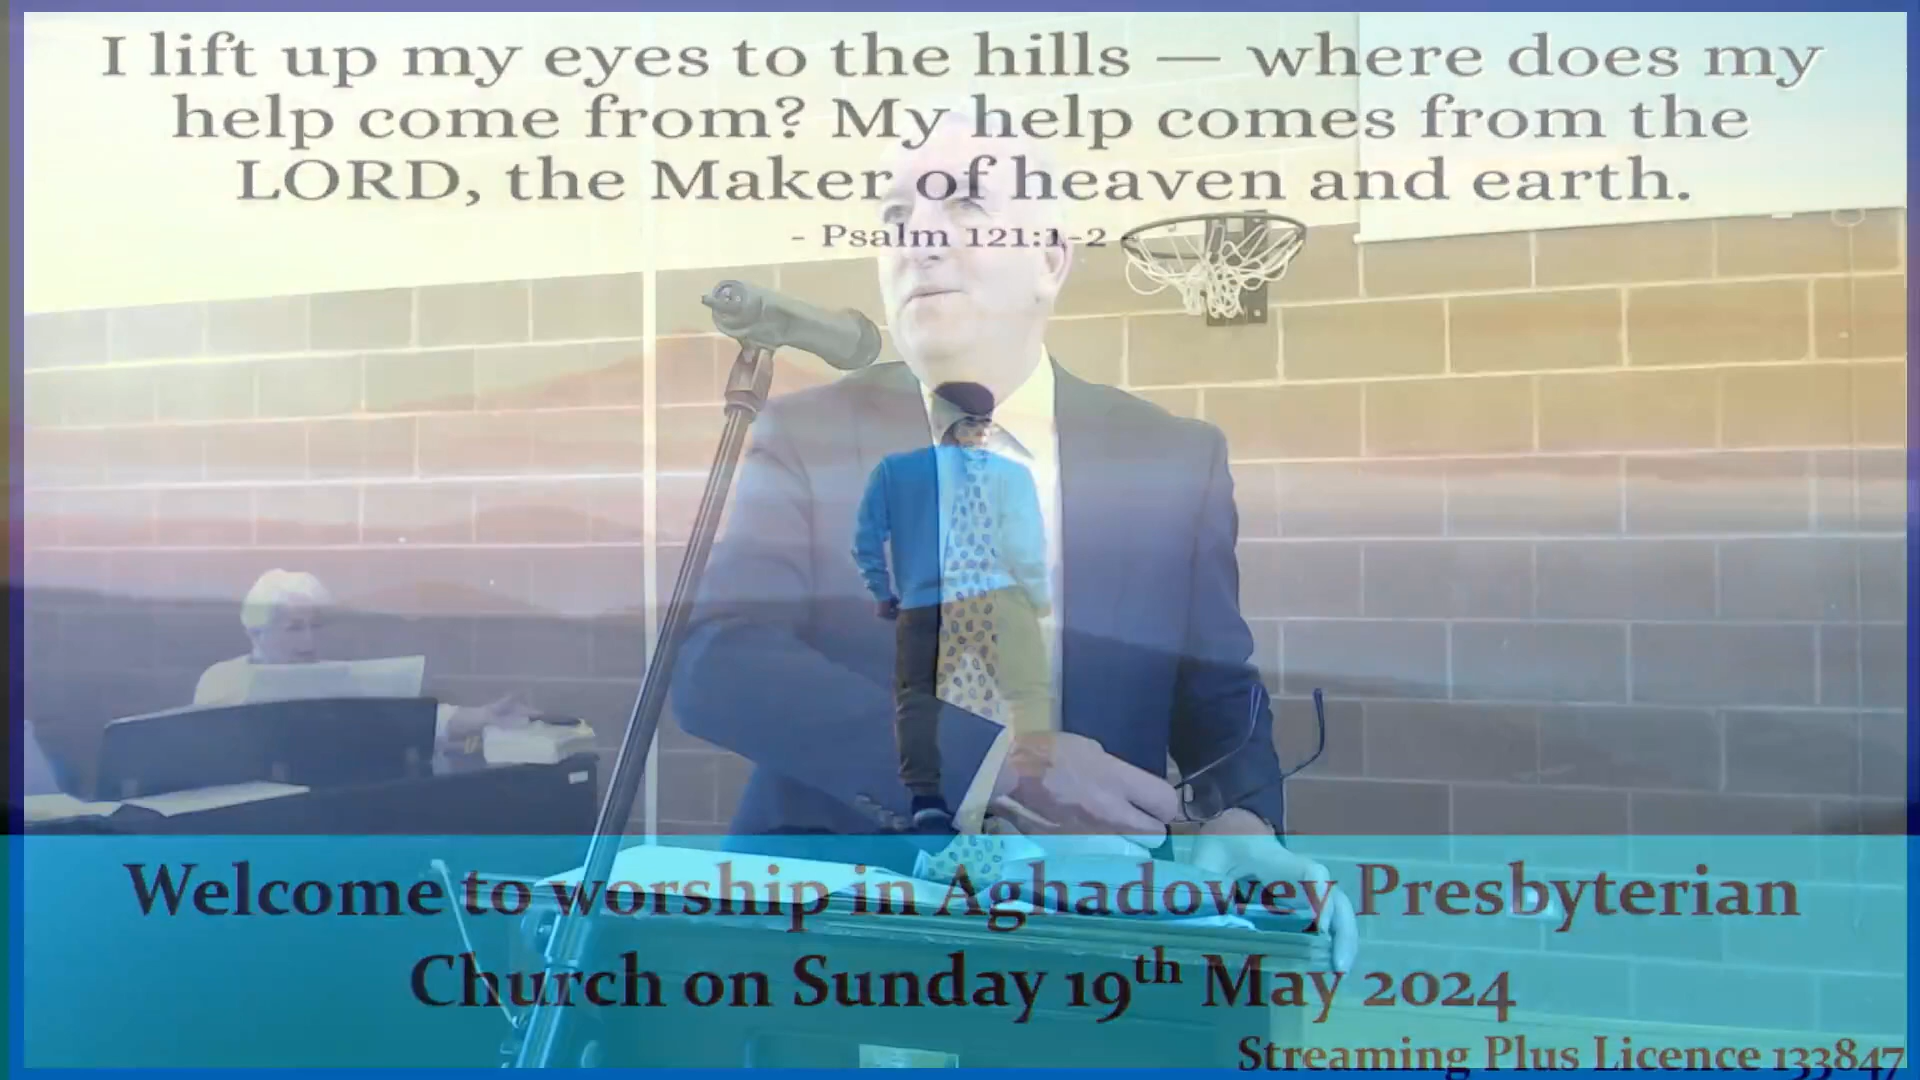 I lift up my eyes to the hills — where does my
help come from? My help comes from the
LORD, the Maker of heaven and earth.
- Psalm 121:1-2 -
Welcome to worship in Aghadowey Presbyterian
Church on Sunday 19th May 2024
Streaming Plus Licence 133847